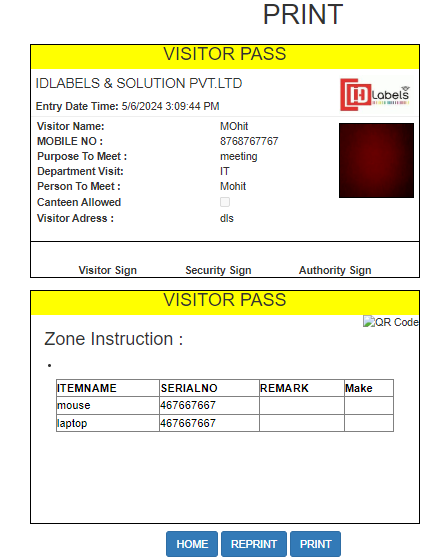 PRINT
VISITOR PASS
IDLABELS & SOLUTION PVT.LTD
Entry Date Time: 5/6/2024 3:09:44 PM
ID Labels
Visitor Name: MOhit
MOBILE NO : 8768767767
Purpose To Meet : meeting
Department Visit: IT
Person To Meet : Mohit
Canteen Allowed
Visitor Adress : dls
Visitor Sign Security Sign Authority Sign
VISITOR PASS
QR Code
Zone Instruction :
ITEMNAME SERIALNO REMARK Make
mouse 467667667
laptop 467667667
HOME REPRINT PRINT